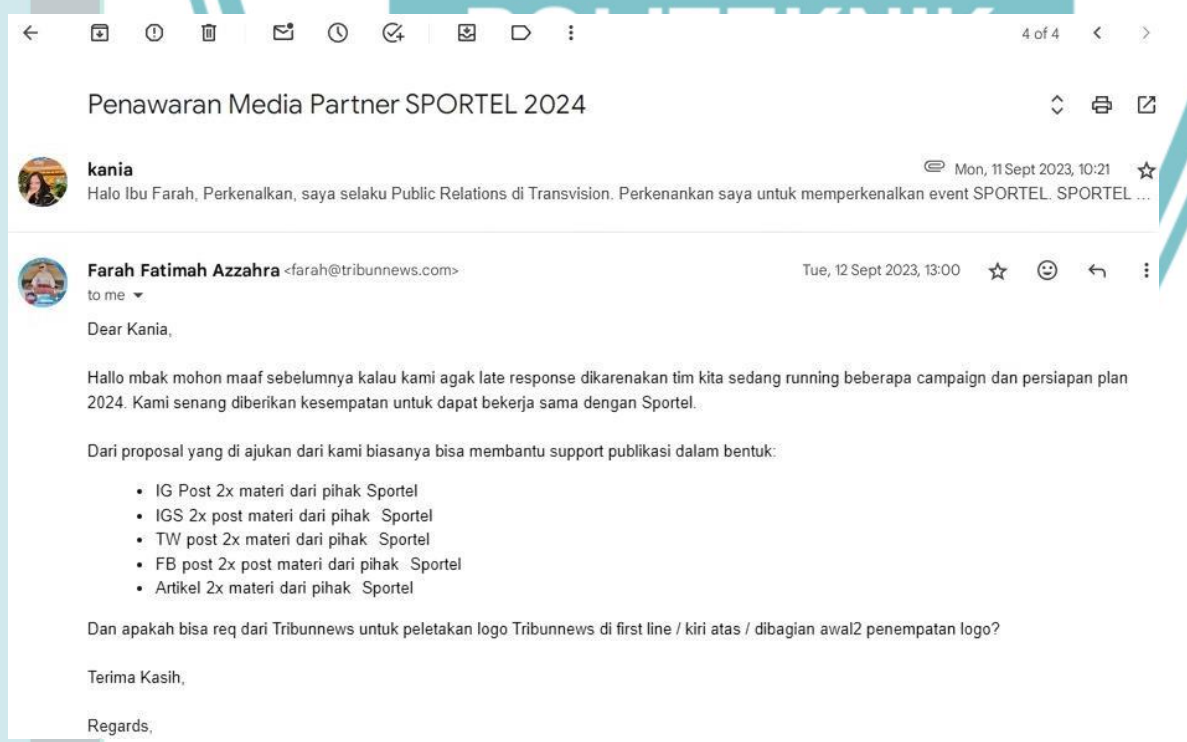 POLITEKNIK
4 of 4
Penawaran Media Partner SPORTEL 2024
kania
Mon, 11 Sept 2023, 10:21
Halo Ibu Farah, Perkenalkan, saya selaku Public Relations di Transvision. Perkenankan saya untuk memperkenalkan event SPORTEL. SPORTEL ...
Farah Fatimah Azzahra <farah@tribunnews.com>
Tue, 12 Sept 2023, 13:00
to me
Dear Kania,
Hallo mbak mohon maaf sebelumnya kalau kami agak late response dikarenakan tim kita sedang running beberapa campaign dan persiapan plan
2024. Kami senang diberikan kesempatan untuk dapat bekerja sama dengan Sportel.
Dari proposal yang di ajukan dari kami biasanya bisa membantu support publikasi dalam bentuk:
• IG Post 2x materi dari pihak Sportel
• IGS 2x post materi dari pihak Sportel
• TW post 2x materi dari pihak Sportel
• FB post 2x post materi dari pihak Sportel
• Artikel 2x materi dari pihak Sportel
Dan apakah bisa req dari Tribunnews untuk peletakan logo Tribunnews di first line / kiri atas / dibagian awal2 penempatan logo?
Terima Kasih,
Regards,